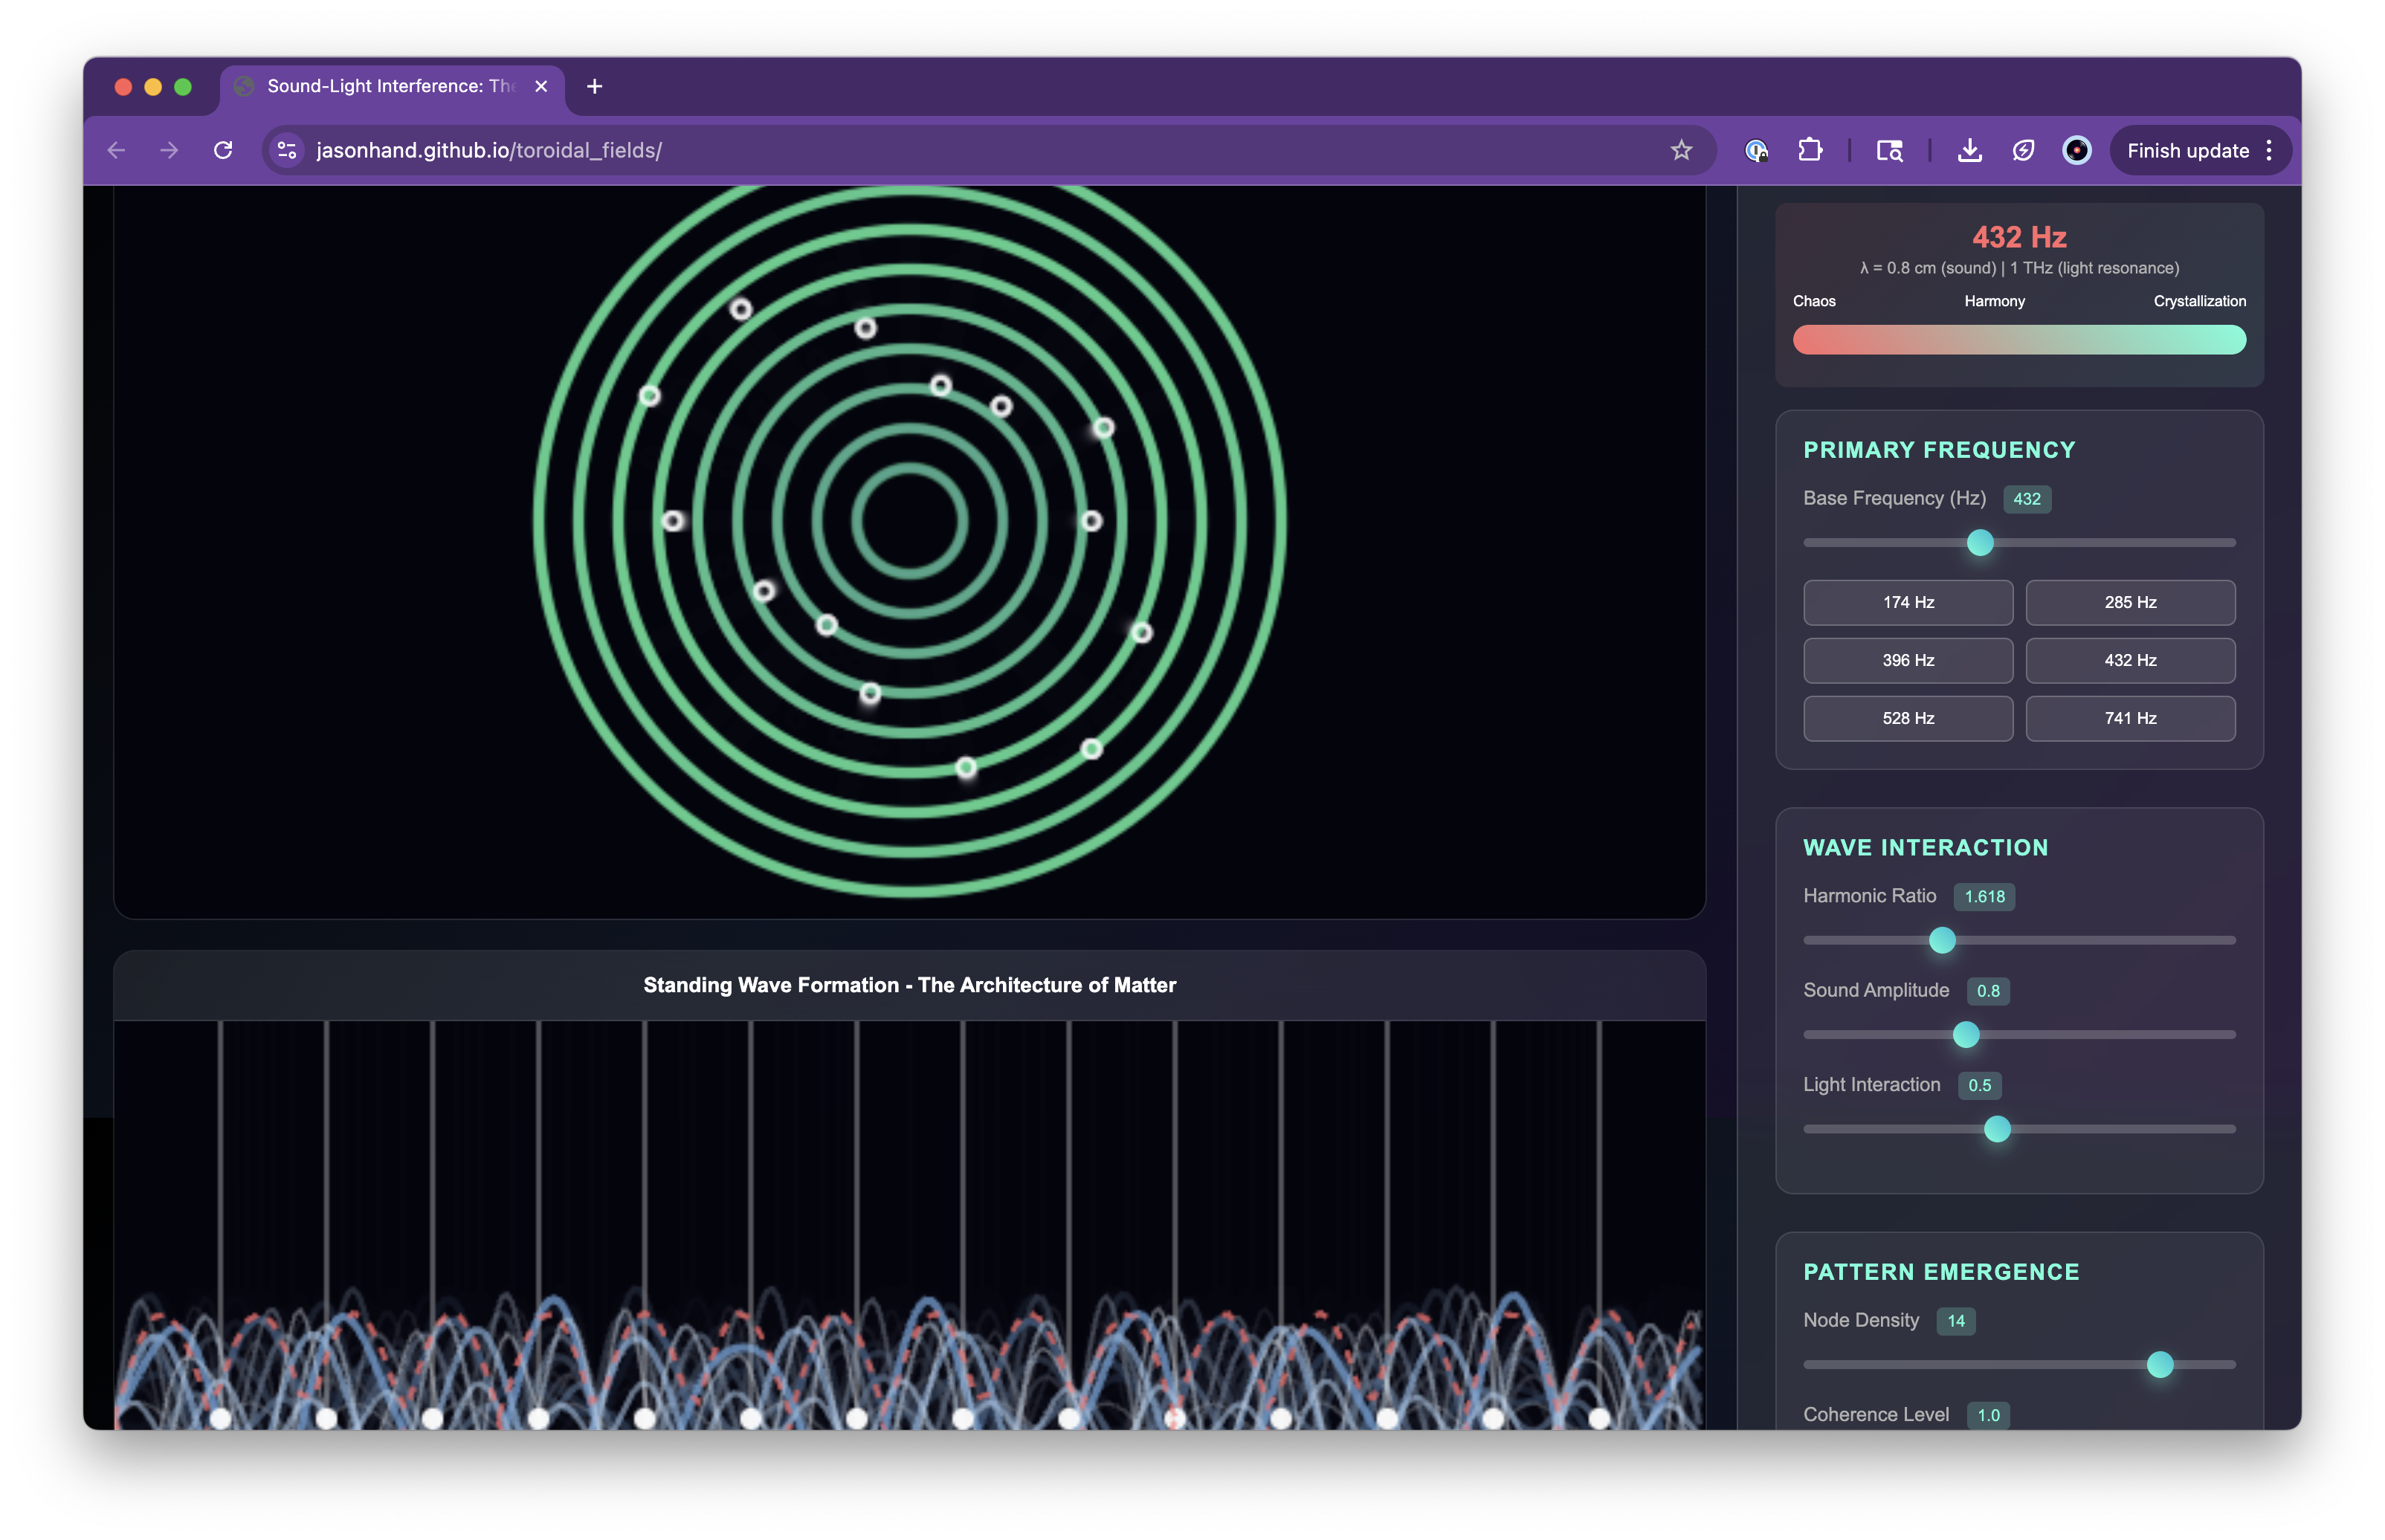 Sound-Light Interference: The
jasonhand.github.io/toroidal_fields/
Finish update
432 Hz
λ = 0.8 cm (sound) | 1 THz (light resonance)
Chaos Harmony Crystallization
PRIMARY FREQUENCY
Base Frequency (Hz) 432
174 Hz 285 Hz
396 Hz 432 Hz
528 Hz 741 Hz
WAVE INTERACTION
Harmonic Ratio 1.618
Sound Amplitude 0.8
Light Interaction 0.5
PATTERN EMERGENCE
Node Density 14
Coherence Level 1.0
Standing Wave Formation - The Architecture of Matter